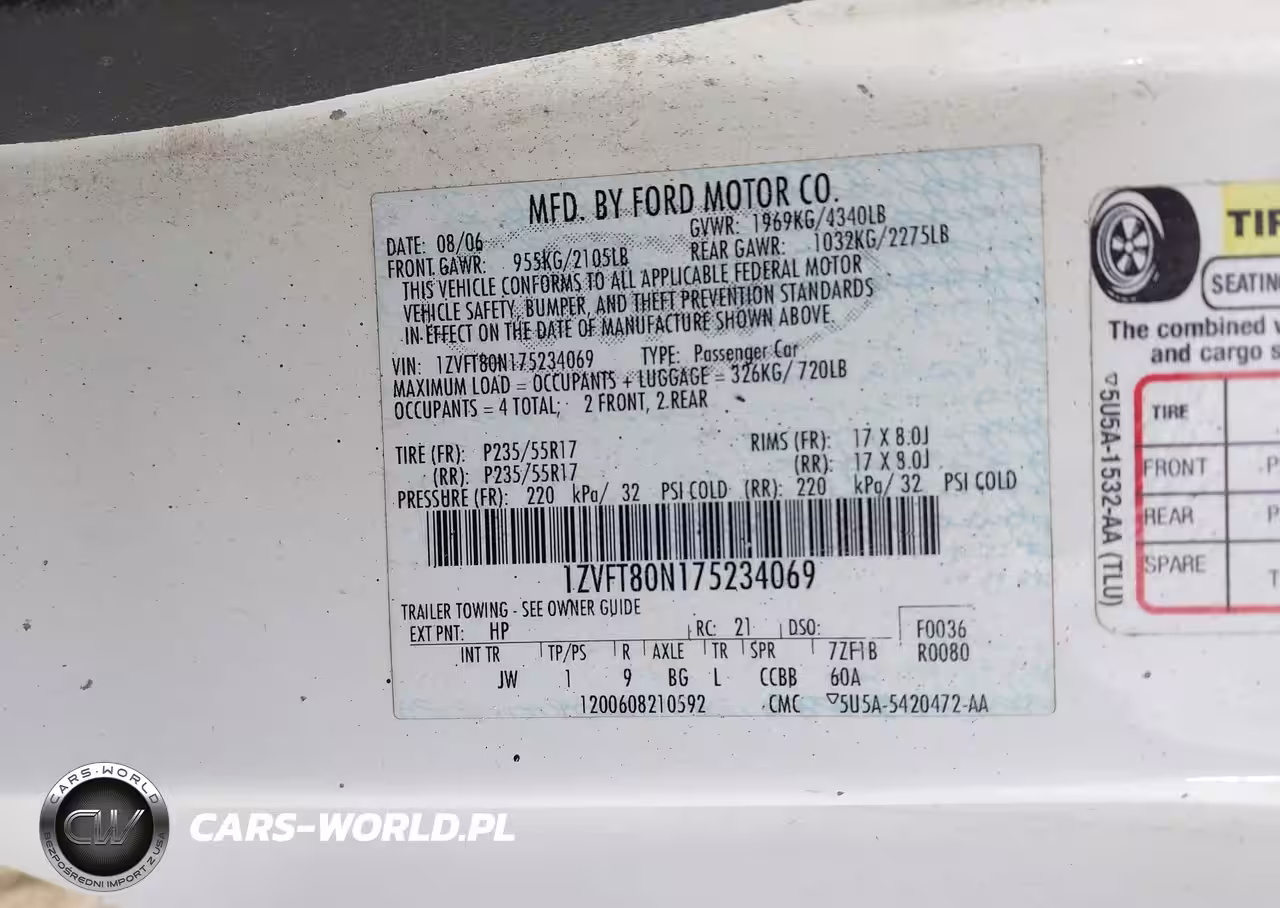 MFD. BY FORD MOTOR CO.
DATE: 08/06 GVWR: 1969KG/4340LB
FRONT GAWR: 955KG/2105LB REAR GAWR: 1032KG/2275LB
THIS VEHICLE CONFORMS TO ALL APPLICABLE FEDERAL MOTOR
VEHICLE SAFETY, BUMPER, AND THEFT PREVENTION STANDARDS
IN EFFECT ON THE DATE OF MANUFACTURE SHOWN ABOVE.
VIN: 1ZVFT80N175234069 TYPE: Passenger Car
MAXIMUM LOAD = OCCUPANTS + LUGGAGE = 326KG/ 720LB
OCCUPANTS = 4 TOTAL; 2 FRONT, 2 REAR
TIRE (FR): P235/55R17 RIMS (FR): 17 X 8.0J
(RR): P235/55R17 (RR): 17 X 8.0J
PRESSURE (FR): 220 kPa/ 32 PSI COLD (RR): 220 kPa/ 32 PSI COLD
1ZVFT80N175234069
TRAILER TOWING - SEE OWNER GUIDE
EXT PNT: HP RC: 21 DSO: F0036
INT TR TP/PS R AXLE TR SPR 7ZF1B R0080
JW 1 9 BG L CCBB 60A
1200608210592 CMC ▽5U5A-5420472-AA
SEATING
The combined
and cargo
▽5U5A-1532-AA (TLU)
TIRE
FRONT P
REAR P
SPARE T
CARS-WORLD
CW
BEZPOŚREDNI IMPORT Z USA
CARS-WORLD.PL